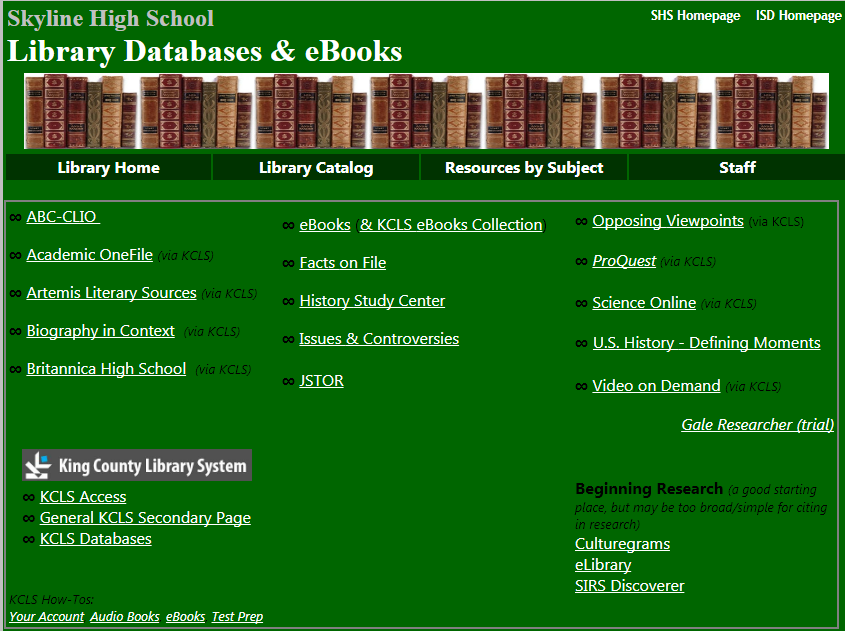 Skyline High School
SHS Homepage ISD Homepage
Library Databases & eBooks
Library Home Library Catalog Resources by Subject Staff
∞ ABC-CLIO
∞ Academic OneFile (via KCLS)
∞ Artemis Literary Sources (via KCLS)
∞ Biography in Context (via KCLS)
∞ Britannica High School (via KCLS)
∞ eBooks (& KCLS eBooks Collection)
∞ Facts on File
∞ History Study Center
∞ Issues & Controversies
∞ JSTOR
∞ Opposing Viewpoints (via KCLS)
∞ ProQuest (via KCLS)
∞ Science Online (via KCLS)
∞ U.S. History - Defining Moments
∞ Video on Demand (via KCLS)
Gale Researcher (trial)
King County Library System
∞ KCLS Access
∞ General KCLS Secondary Page
∞ KCLS Databases
Beginning Research (a good starting
place, but may be too broad/simple for citing
in research)
Culturegrams
eLibrary
SIRS Discoverer
KCLS How-Tos:
Your Account Audio Books eBooks Test Prep